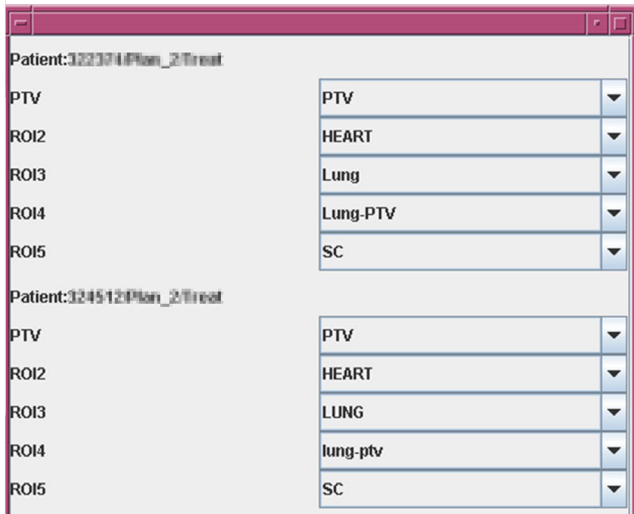 Patient:
PTV PTV
ROI2 HEART
ROI3 Lung
ROI4 Lung-PTV
ROI5 SC
Patient:
PTV PTV
ROI2 HEART
ROI3 LUNG
ROI4 lung-ptv
ROI5 SC